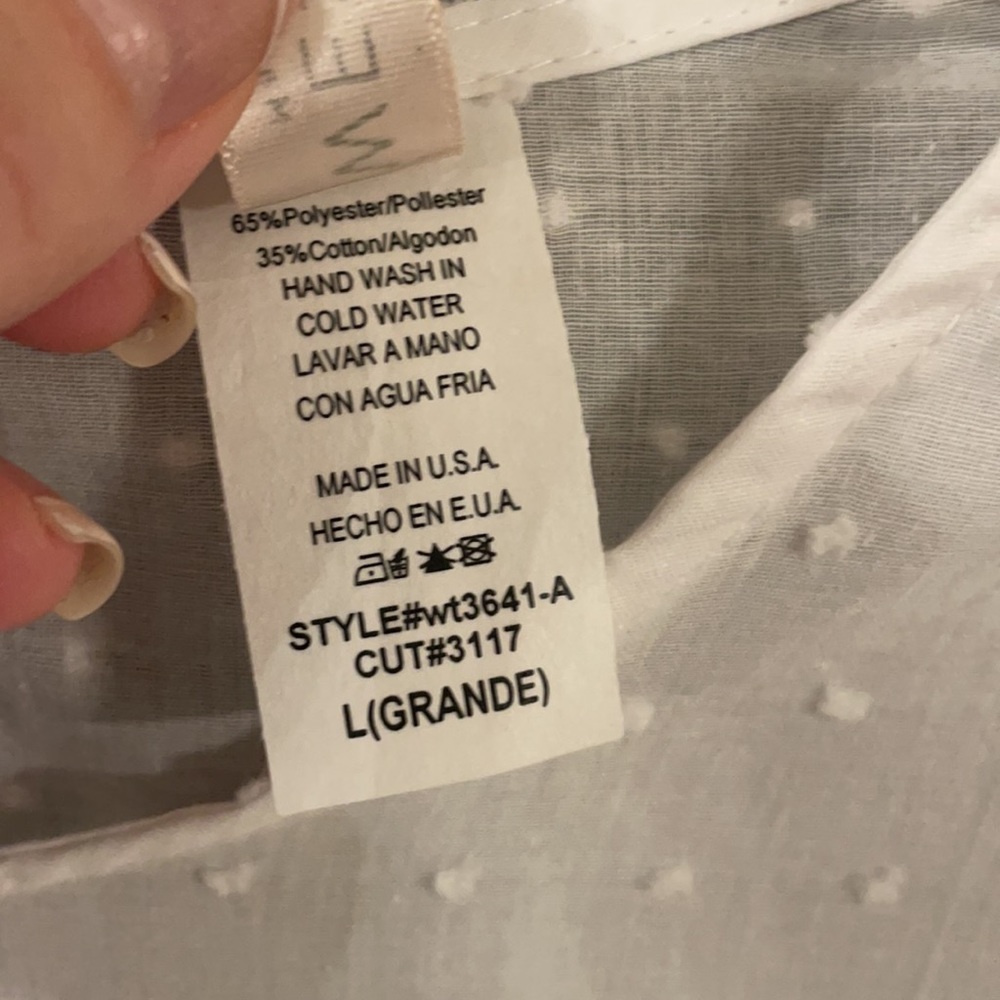 65%Polyester/Pollester
35%Cotton/Algodon
HAND WASH IN
COLD WATER
LAVAR A MANO
CON AGUA FRIA
MADE IN U.S.A.
HECHO EN E.U.A.
STYLE#wt3641-A
CUT#3117
L(GRANDE)